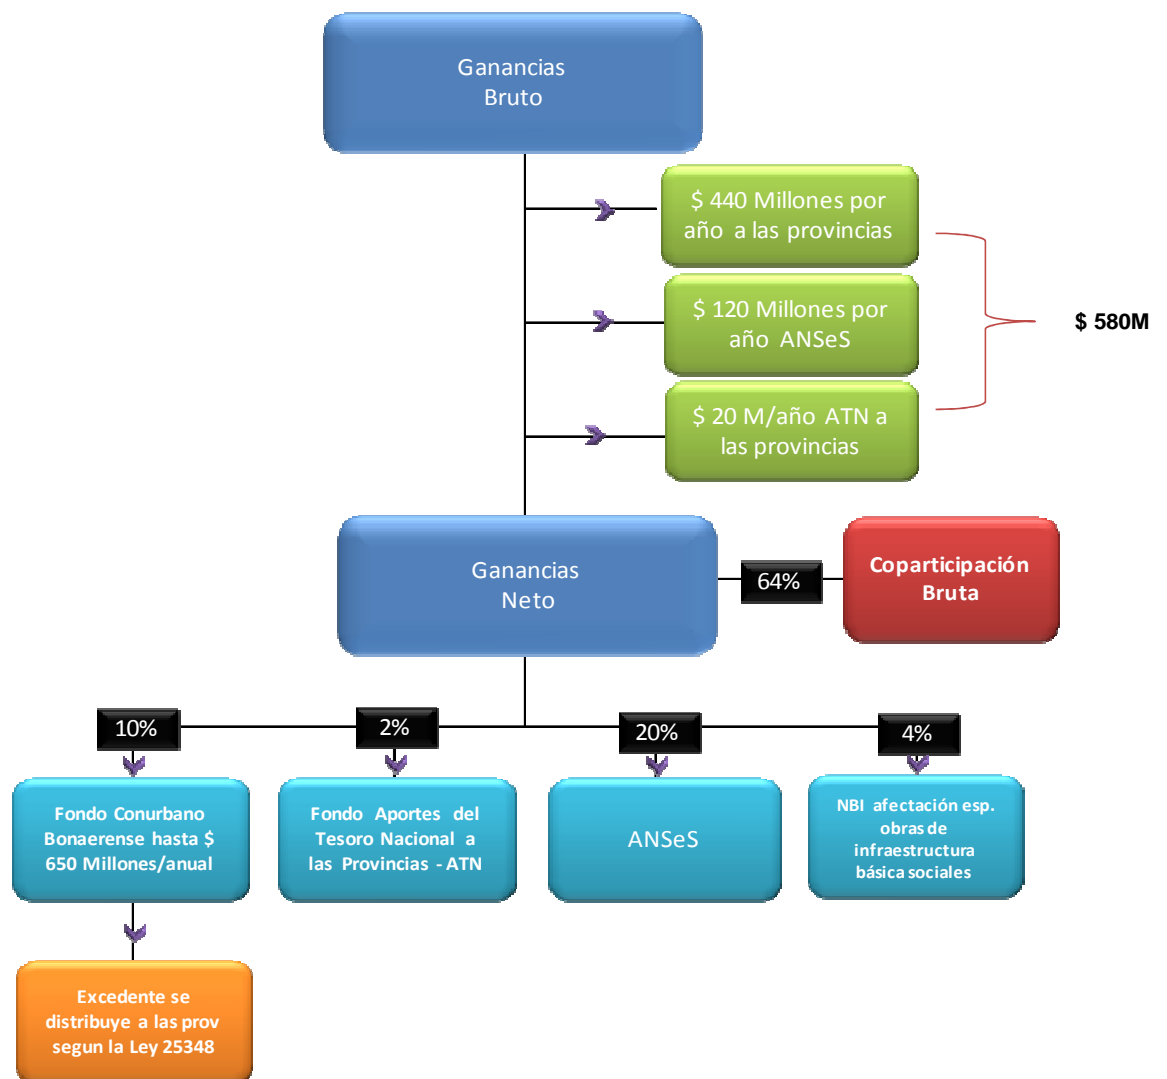 Ganancias
Bruto
$ 440 Millones por
año a las provincias
$ 120 Millones por
año ANSeS
$ 580M
$ 20 M/año ATN a
las provincias
Ganancias
Neto
64%
Coparticipación
Bruta
10%
2%
20%
4%
Fondo Conurbano
Bonaerense hasta $
650 Millones/anual
Fondo Aportes del
Tesoro Nacional a
las Provincias - ATN
ANSeS
NBI afectación esp.
obras de
infraestructura
básica sociales
Excedente se
distribuye a las prov
segun la Ley 25348